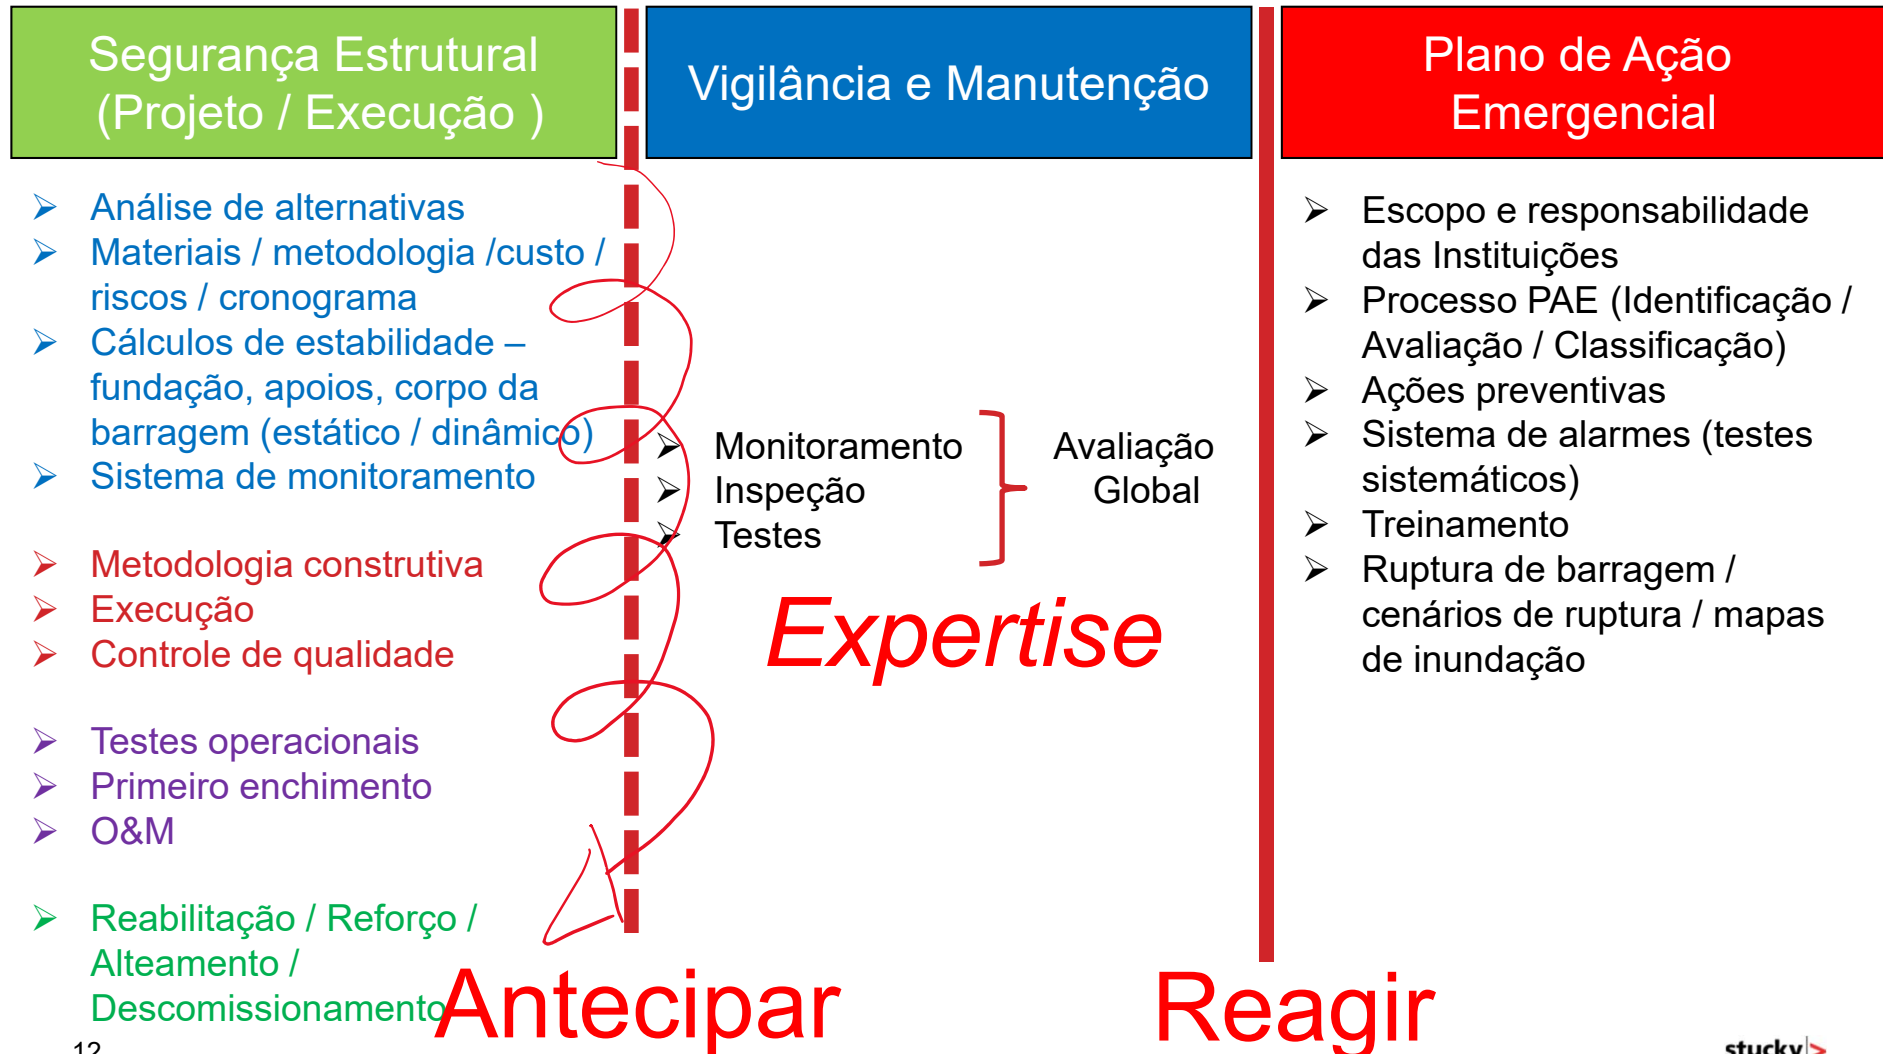 Segurança Estrutural
(Projeto / Execução )
Análise de alternativas
Materiais / metodologia /custo /
riscos / cronograma
Cálculos de estabilidade –
fundação, apoios, corpo da
barragem (estático / dinâmico)
Sistema de monitoramento
Metodologia construtiva
Execução
Controle de qualidade
Testes operacionais
Primeiro enchimento
O&M
Reabilitação / Reforço /
Alteamento /
Descomissionamento
Vigilância e Manutenção
Monitoramento
Inspeção
Testes
Avaliação
Global
Expertise
Plano de Ação
Emergencial
Escopo e responsabilidade
das Instituições
Processo PAE (Identificação /
Avaliação / Classificação)
Ações preventivas
Sistema de alarmes (testes
sistemáticos)
Treinamento
Ruptura de barragem /
cenários de ruptura / mapas
de inundação
Antecipar
Reagir
12
stucky